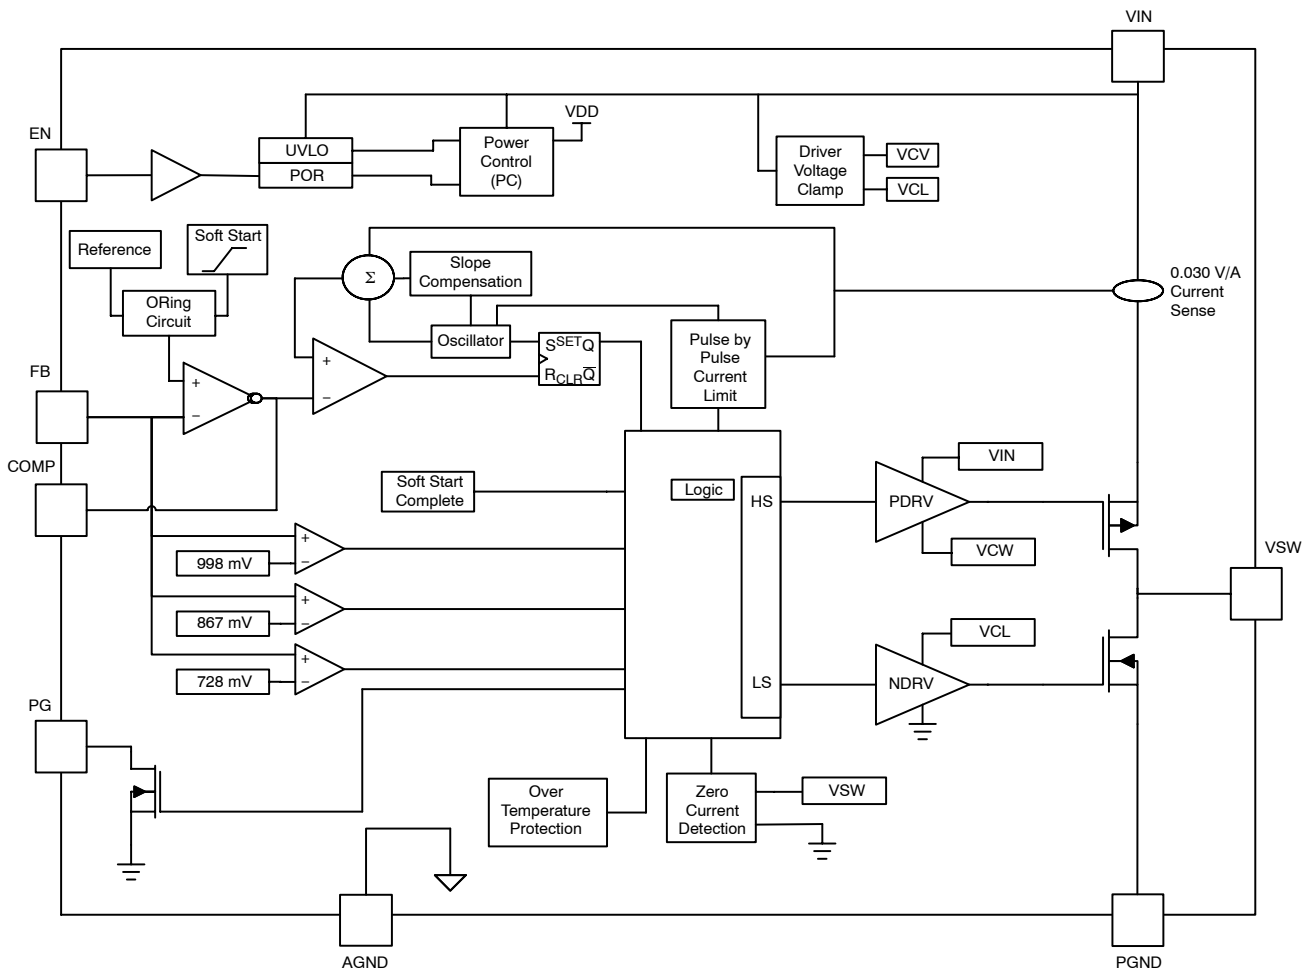 VIN
EN
UVLO
POR
Power
Control
(PC)
VDD
Driver
Voltage
Clamp
VCV
VCL
Reference
Soft Start
ORing
Circuit
Σ
Slope
Compensation
Oscillator
0.030 V/A
Current
Sense
SSETQ
RCLRQ̅
Pulse by
Pulse
Current
Limit
FB
+
−
+
−
COMP
Soft Start
Complete
Logic
HS
LS
PDRV
VIN
VCW
VSW
998 mV
+
−
867 mV
+
−
728 mV
+
−
NDRV
VCL
PG
Over
Temperature
Protection
Zero
Current
Detection
VSW
AGND
PGND